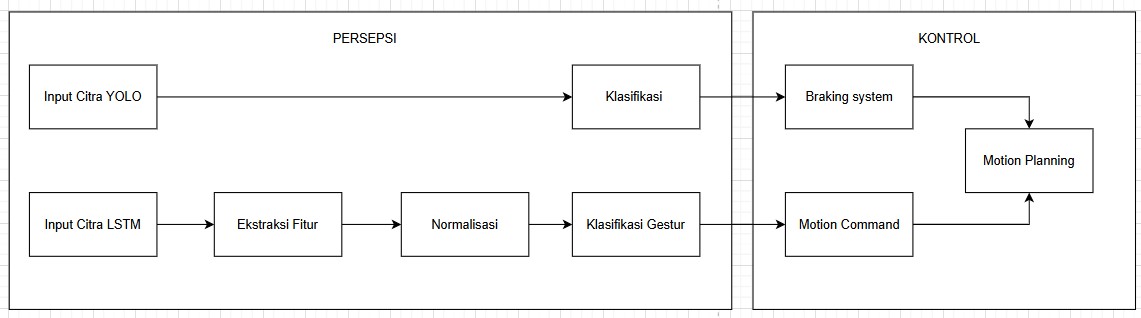 PERSEPSI
KONTROL
Input Citra YOLO
Klasifikasi
Braking system
Motion Planning
Input Citra LSTM
Ekstraksi Fitur
Normalisasi
Klasifikasi Gestur
Motion Command